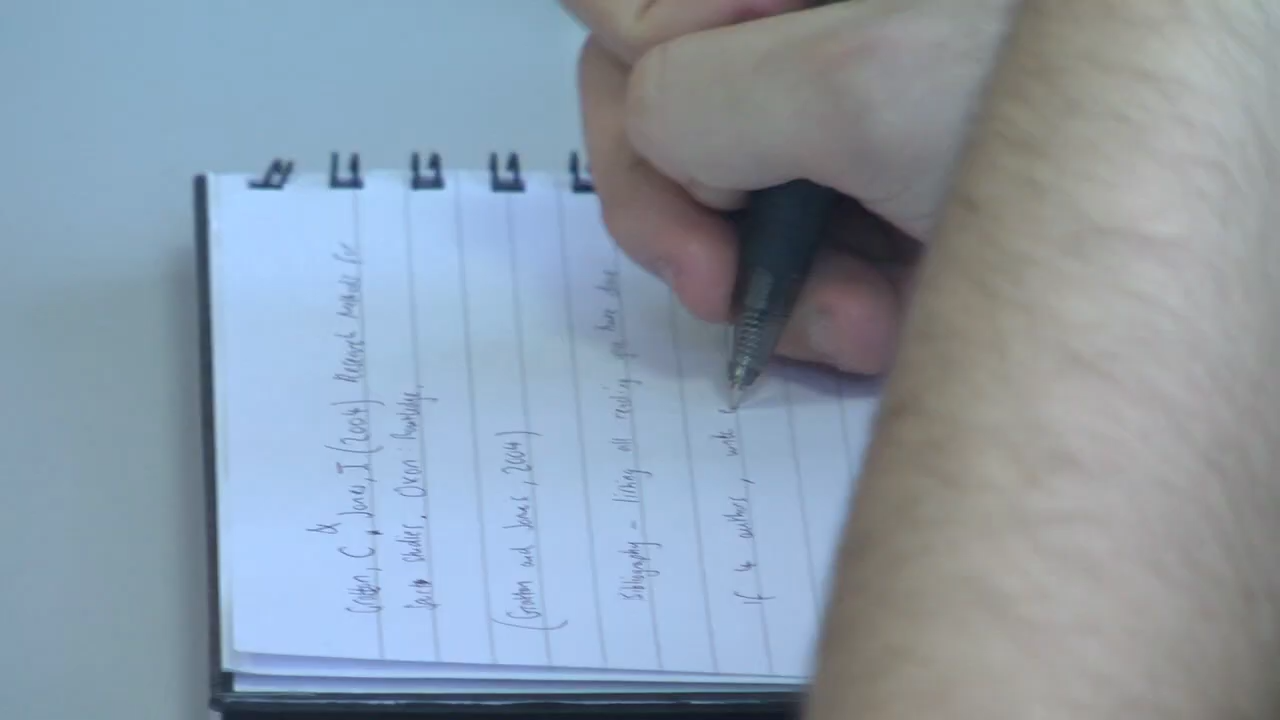 &
Gratton, C, Jones, J (2004) Research Methods for
Sports studies. Oxon: Routledge.
(Gratton and Jones, 2004)
Bibliography - listing all reading you have done
If 4 authors, write